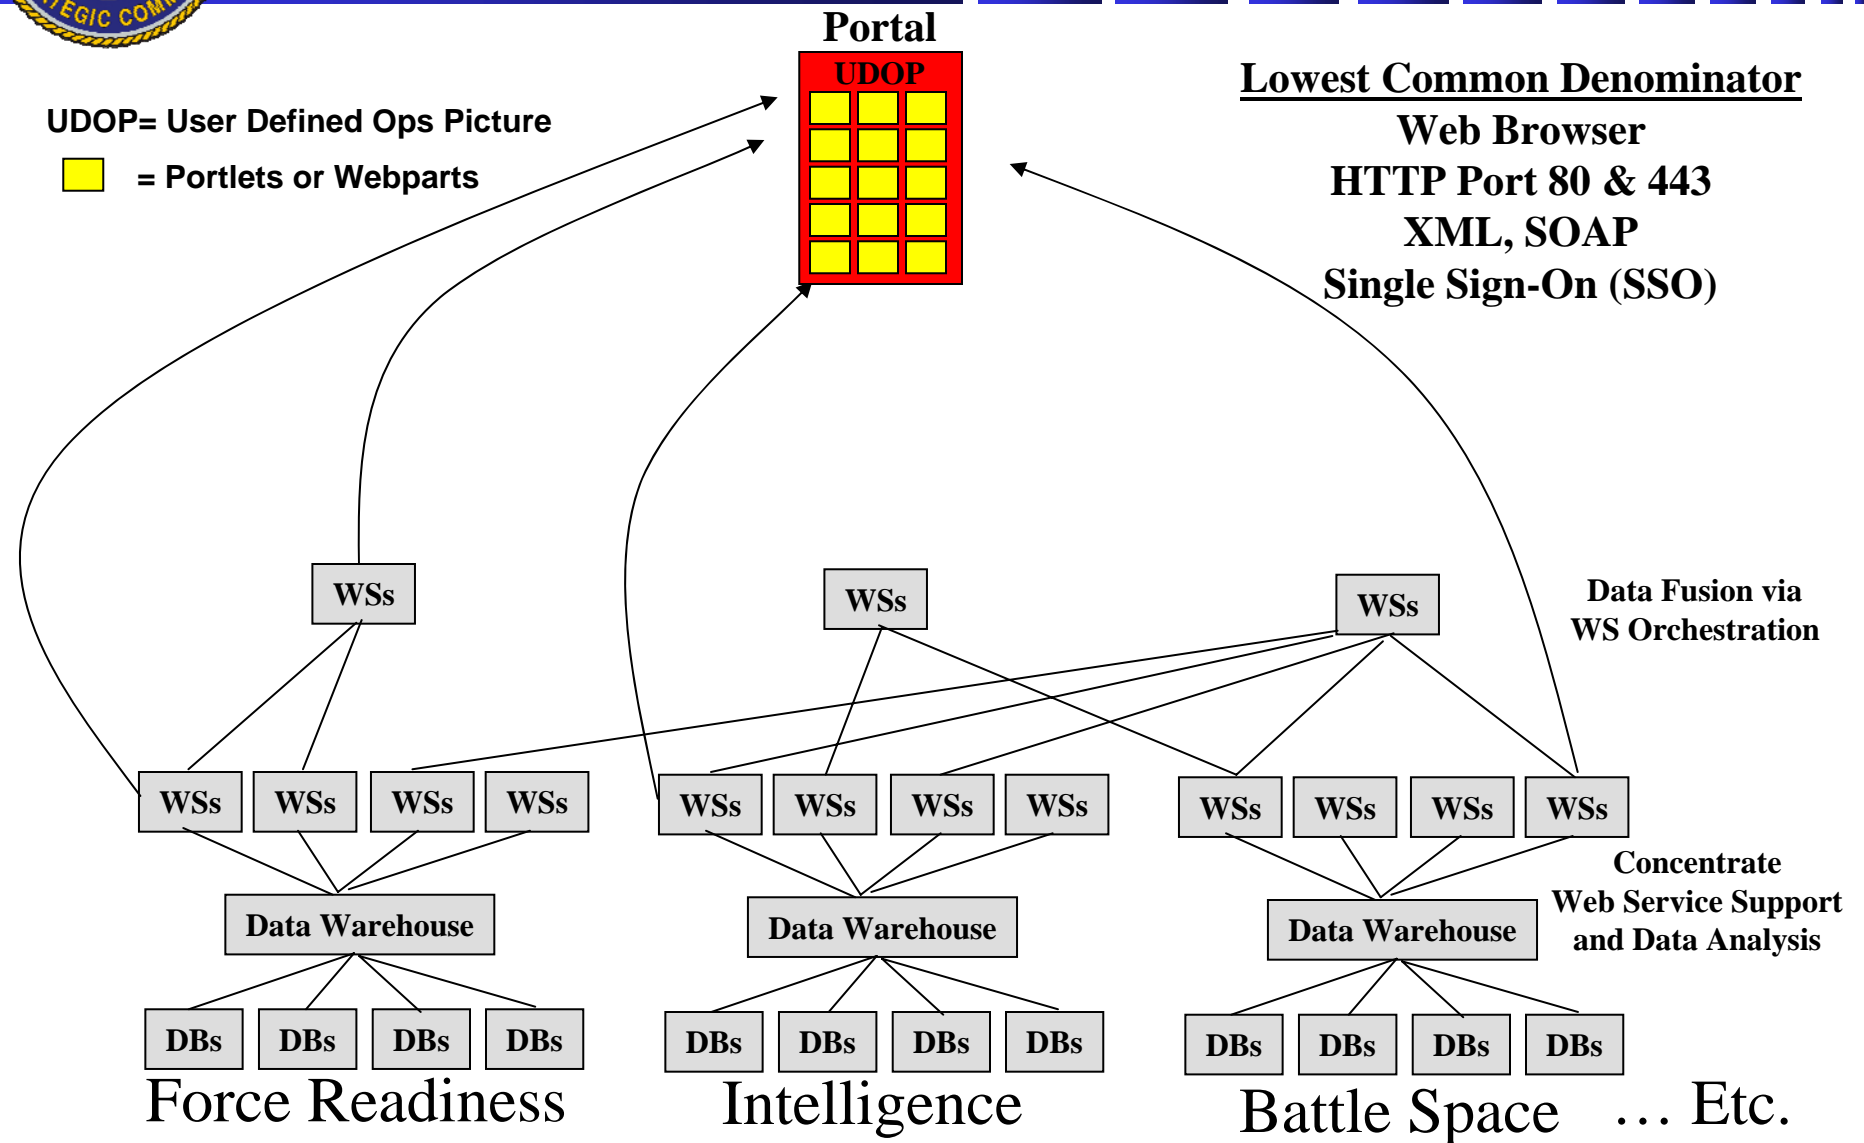 Portal
UDOP
UDOP= User Defined Ops Picture
= Portlets or Webparts
Lowest Common Denominator
Web Browser
HTTP Port 80 & 443
XML, SOAP
Single Sign-On (SSO)
WSs
WSs
WSs
Data Fusion via
WS Orchestration
WSs WSs WSs WSs
WSs WSs WSs WSs
WSs WSs WSs WSs
Concentrate
Web Service Support
and Data Analysis
Data Warehouse
Data Warehouse
Data Warehouse
DBs DBs DBs DBs
DBs DBs DBs DBs
DBs DBs DBs DBs
Force Readiness
Intelligence
Battle Space
… Etc.